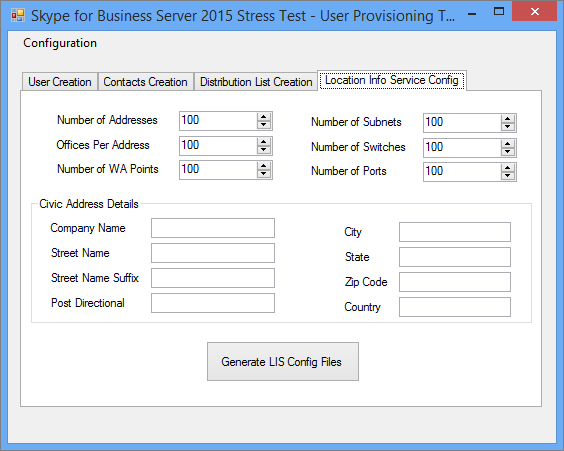 Skype for Business Server 2015 Stress Test - User Provisioning T...
Configuration
User Creation Contacts Creation Distribution List Creation Location Info Service Config
Number of Addresses 100 Number of Subnets 100
Offices Per Address 100 Number of Switches 100
Number of WA Points 100 Number of Ports 100
Civic Address Details
Company Name City
Street Name State
Street Name Suffix Zip Code
Post Directional Country
Generate LIS Config Files